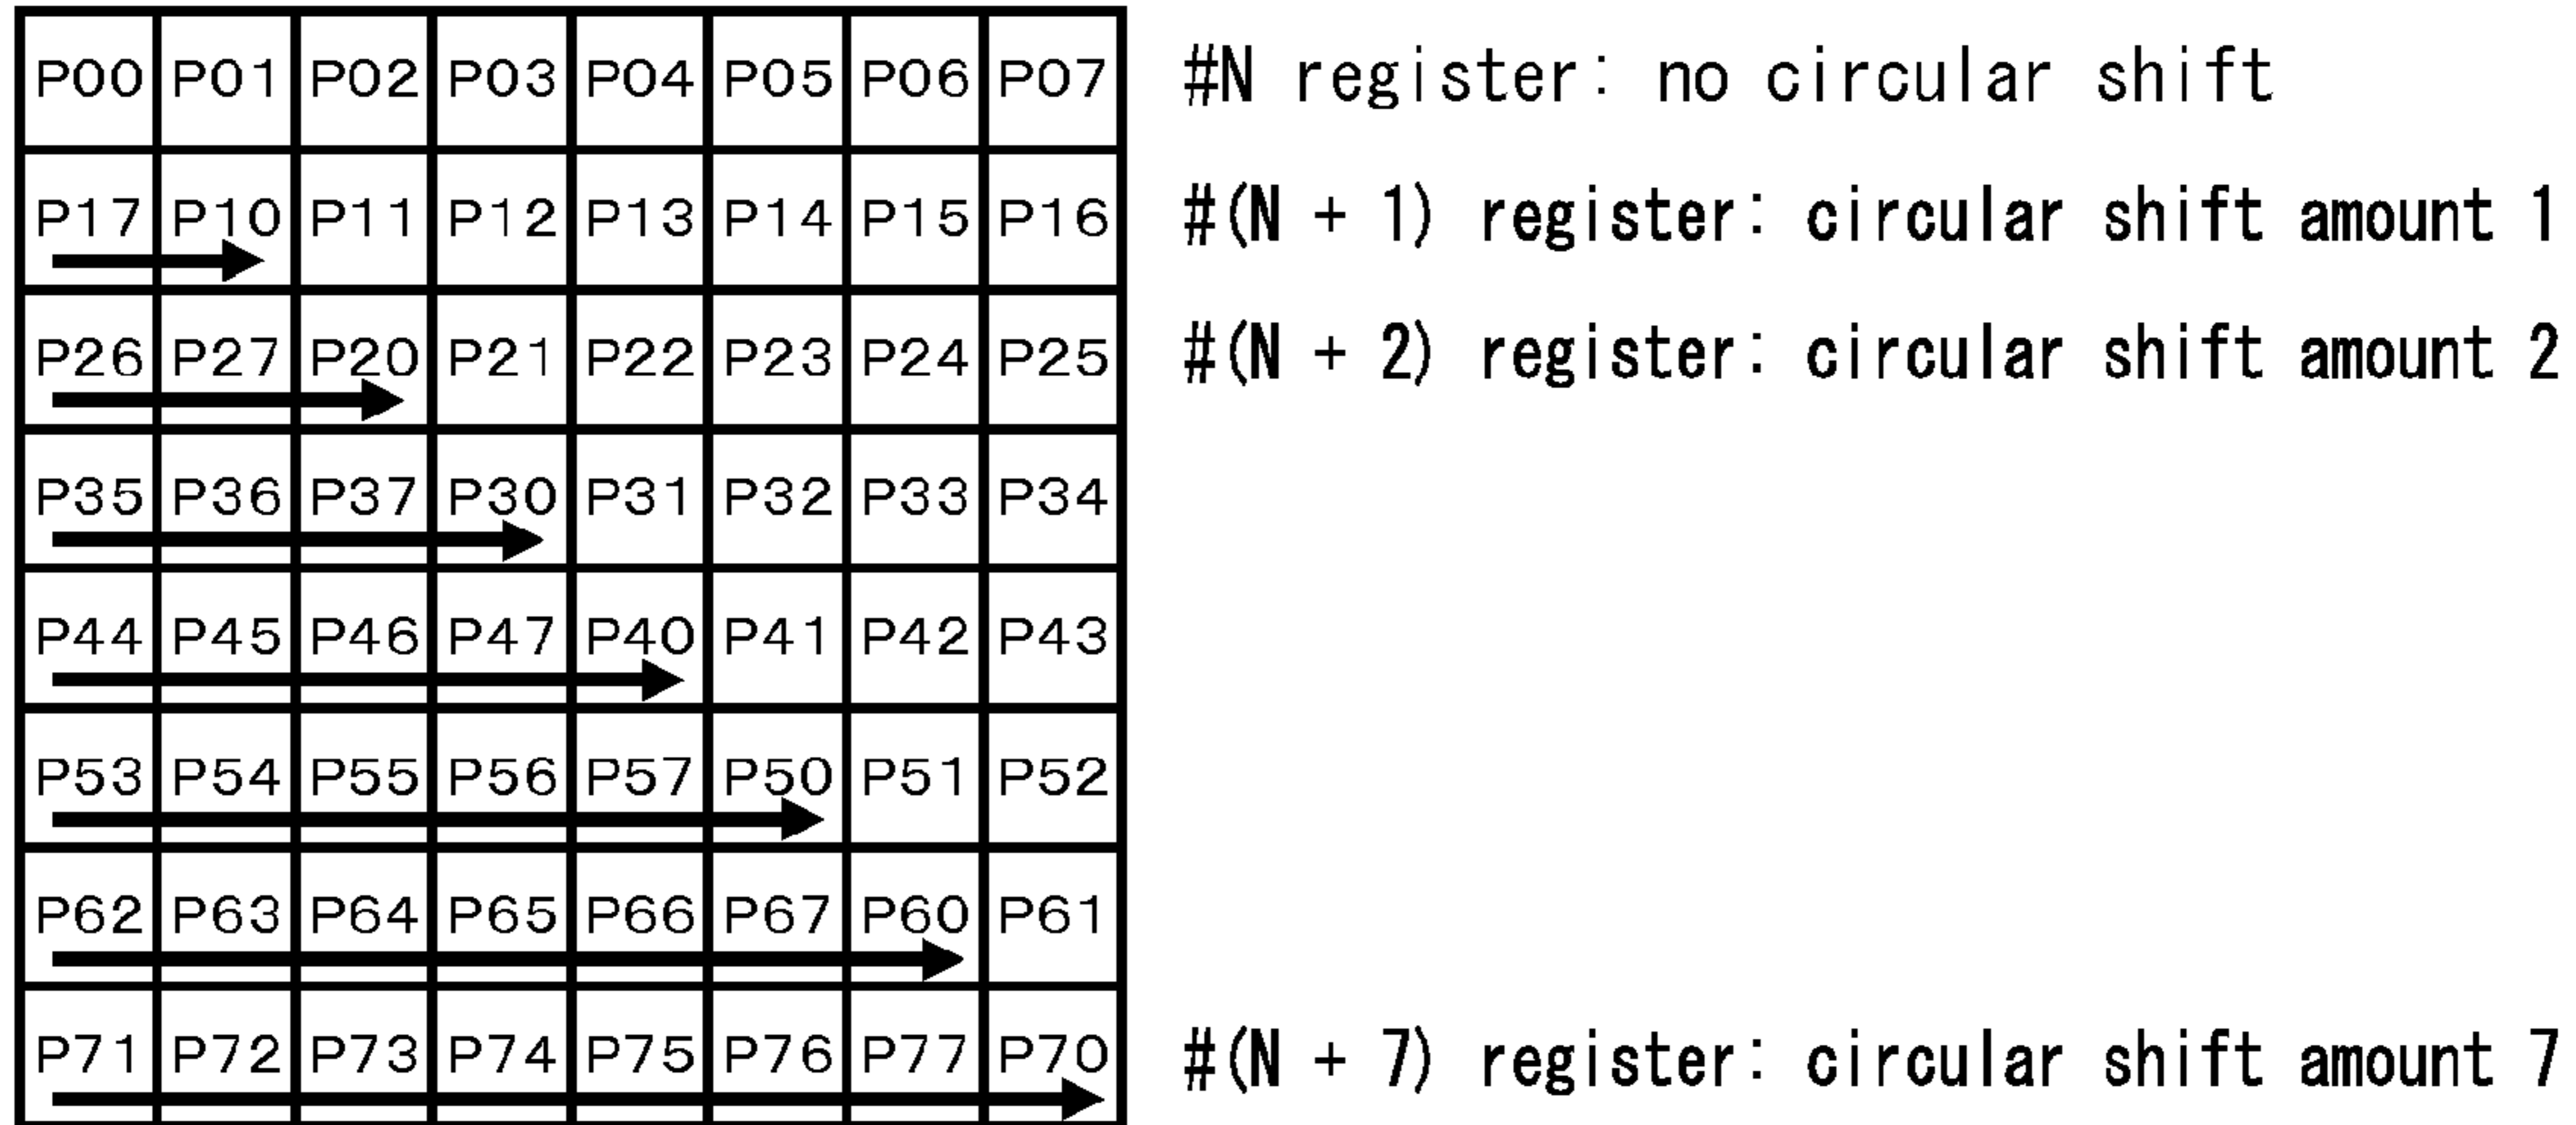 P00 P01 P02 P03 P04 P05 P06 P07 #N register: no circular shift
P17 P10 P11 P12 P13 P14 P15 P16 #(N + 1) register: circular shift amount 1
P26 P27 P20 P21 P22 P23 P24 P25 #(N + 2) register: circular shift amount 2
P35 P36 P37 P30 P31 P32 P33 P34
P44 P45 P46 P47 P40 P41 P42 P43
P53 P54 P55 P56 P57 P50 P51 P52
P62 P63 P64 P65 P66 P67 P60 P61
P71 P72 P73 P74 P75 P76 P77 P70 #(N + 7) register: circular shift amount 7